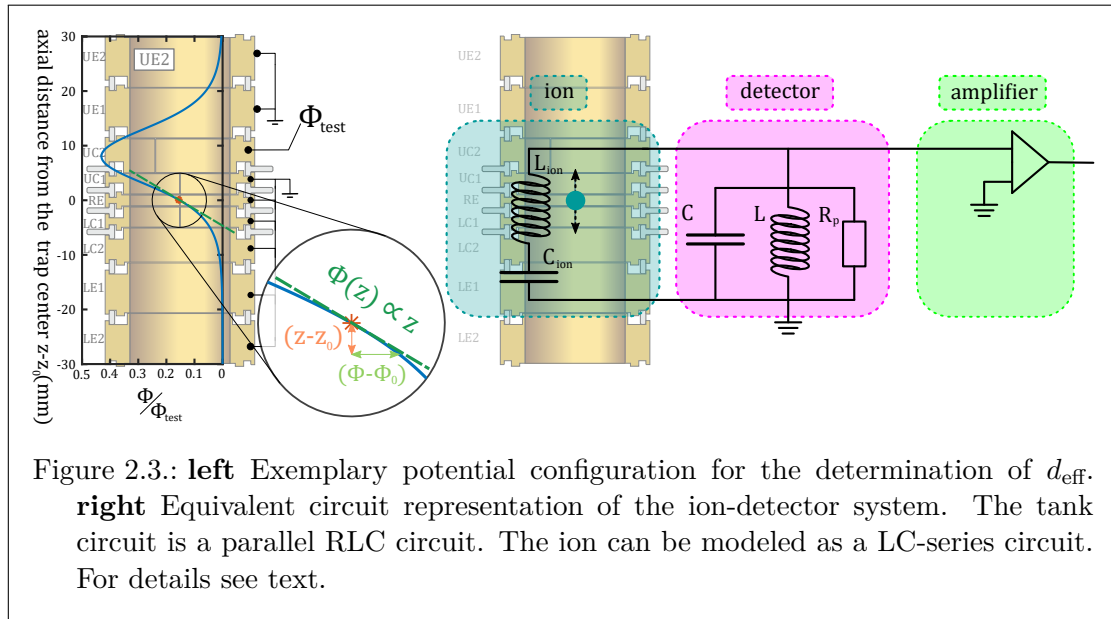 axial distance from the trap center z-z₀(mm)
30
20
10
0
-10
-20
-30
0.5 0.4 0.3 0.2 0.1 0
Φ/Φtest
UE2
UE2
UE1
UC2
UC1
RE
LC1
LC2
LE1
LE2
Φtest
Φ(z) ∝ z
(z-z₀)
(Φ-Φ₀)
UE2
UE1
UC2
UC1
RE
LC1
LC2
LE1
LE2
ion
L_ion
C_ion
detector
C
L
R_p
amplifier
Figure 2.3.: left Exemplary potential configuration for the determination of d_eff.
right Equivalent circuit representation of the ion-detector system. The tank
circuit is a parallel RLC circuit. The ion can be modeled as a LC-series circuit.
For details see text.